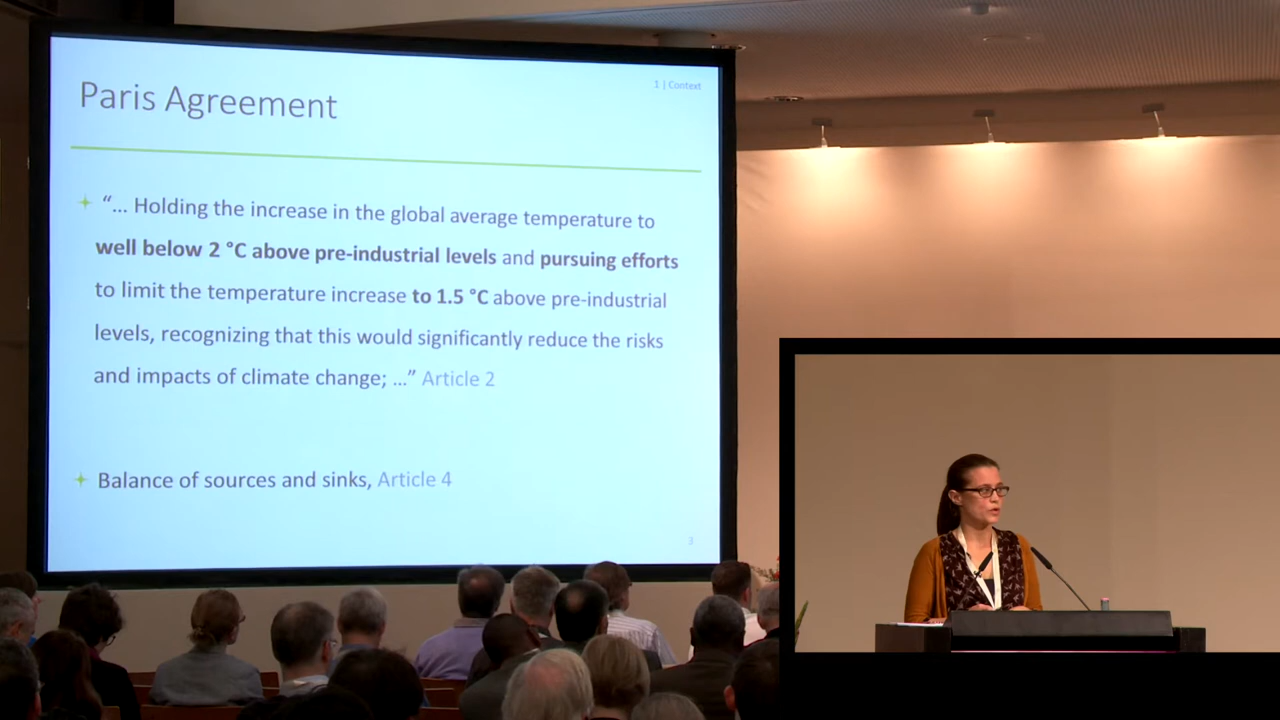 1 | Context
Paris Agreement
“... Holding the increase in the global average temperature to
well below 2 °C above pre-industrial levels and pursuing efforts
to limit the temperature increase to 1.5 °C above pre-industrial
levels, recognizing that this would significantly reduce the risks
and impacts of climate change; ...” Article 2
Balance of sources and sinks, Article 4
3